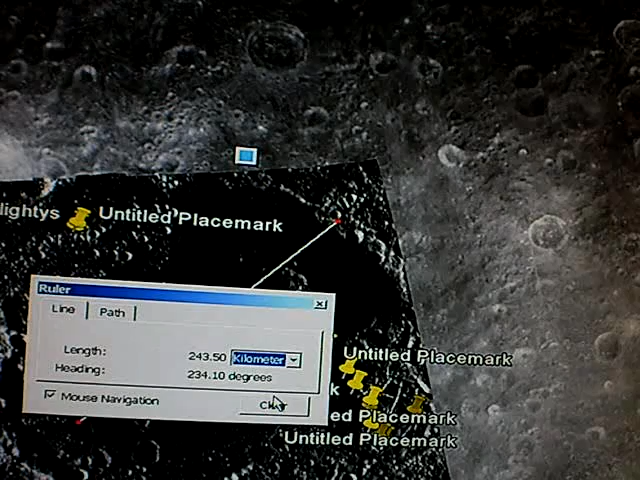 lightys
Untitled Placemark
Ruler
Line
Path
Length:
243.50
Kilometer
Heading:
234.10 degrees
Mouse Navigation
Untitled Placemark
k
ed Placemark
Untitled Placemark